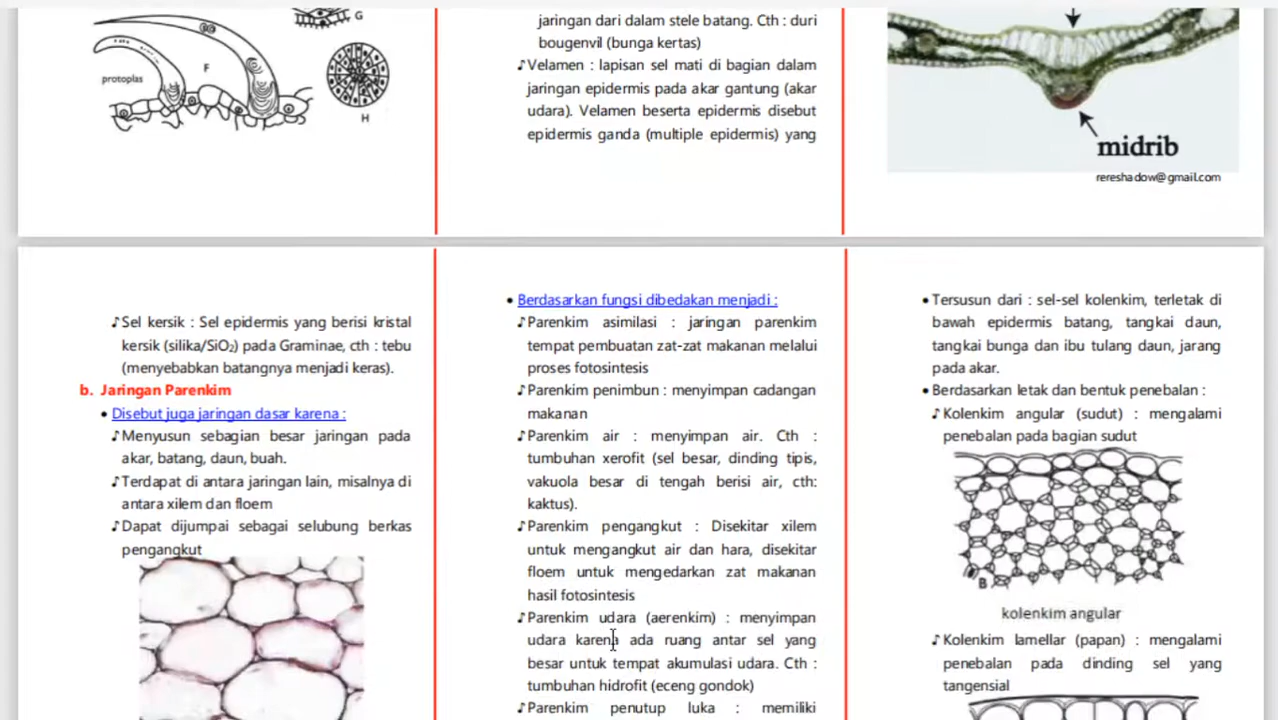 G
F
protoplas
H
jaringan dari dalam stele batang. Cth : duri
bougenvil (bunga kertas)
♪Velamen : lapisan sel mati di bagian dalam
jaringan epidermis pada akar gantung (akar
udara). Velamen beserta epidermis disebut
epidermis ganda (multiple epidermis) yang
midrib
rereshadow@gmail.com
♪Sel kersik : Sel epidermis yang berisi kristal
kersik (silika/SiO₂) pada Graminae, cth : tebu
(menyebabkan batangnya menjadi keras).
b. Jaringan Parenkim
• Disebut juga jaringan dasar karena :
♪Menyusun sebagian besar jaringan pada
akar, batang, daun, buah.
♪Terdapat di antara jaringan lain, misalnya di
antara xilem dan floem
♪Dapat dijumpai sebagai selubung berkas
pengangkut
• Berdasarkan fungsi dibedakan menjadi :
♪Parenkim asimilasi : jaringan parenkim
tempat pembuatan zat-zat makanan melalui
proses fotosintesis
♪Parenkim penimbun : menyimpan cadangan
makanan
♪Parenkim air : menyimpan air. Cth :
tumbuhan xerofit (sel besar, dinding tipis,
vakuola besar di tengah berisi air, cth:
kaktus).
♪Parenkim pengangkut : Disekitar xilem
untuk mengangkut air dan hara, disekitar
floem untuk mengedarkan zat makanan
hasil fotosintesis
♪Parenkim udara (aerenkim) : menyimpan
udara karena ada ruang antar sel yang
besar untuk tempat akumulasi udara. Cth :
tumbuhan hidrofit (eceng gondok)
♪Parenkim penutup luka : memiliki
• Tersusun dari : sel-sel kolenkim, terletak di
bawah epidermis batang, tangkai daun,
tangkai bunga dan ibu tulang daun, jarang
pada akar.
• Berdasarkan letak dan bentuk penebalan :
♪Kolenkim angular (sudut) : mengalami
penebalan pada bagian sudut
B
kolenkim angular
♪Kolenkim lamellar (papan) : mengalami
penebalan pada dinding sel yang
tangensial